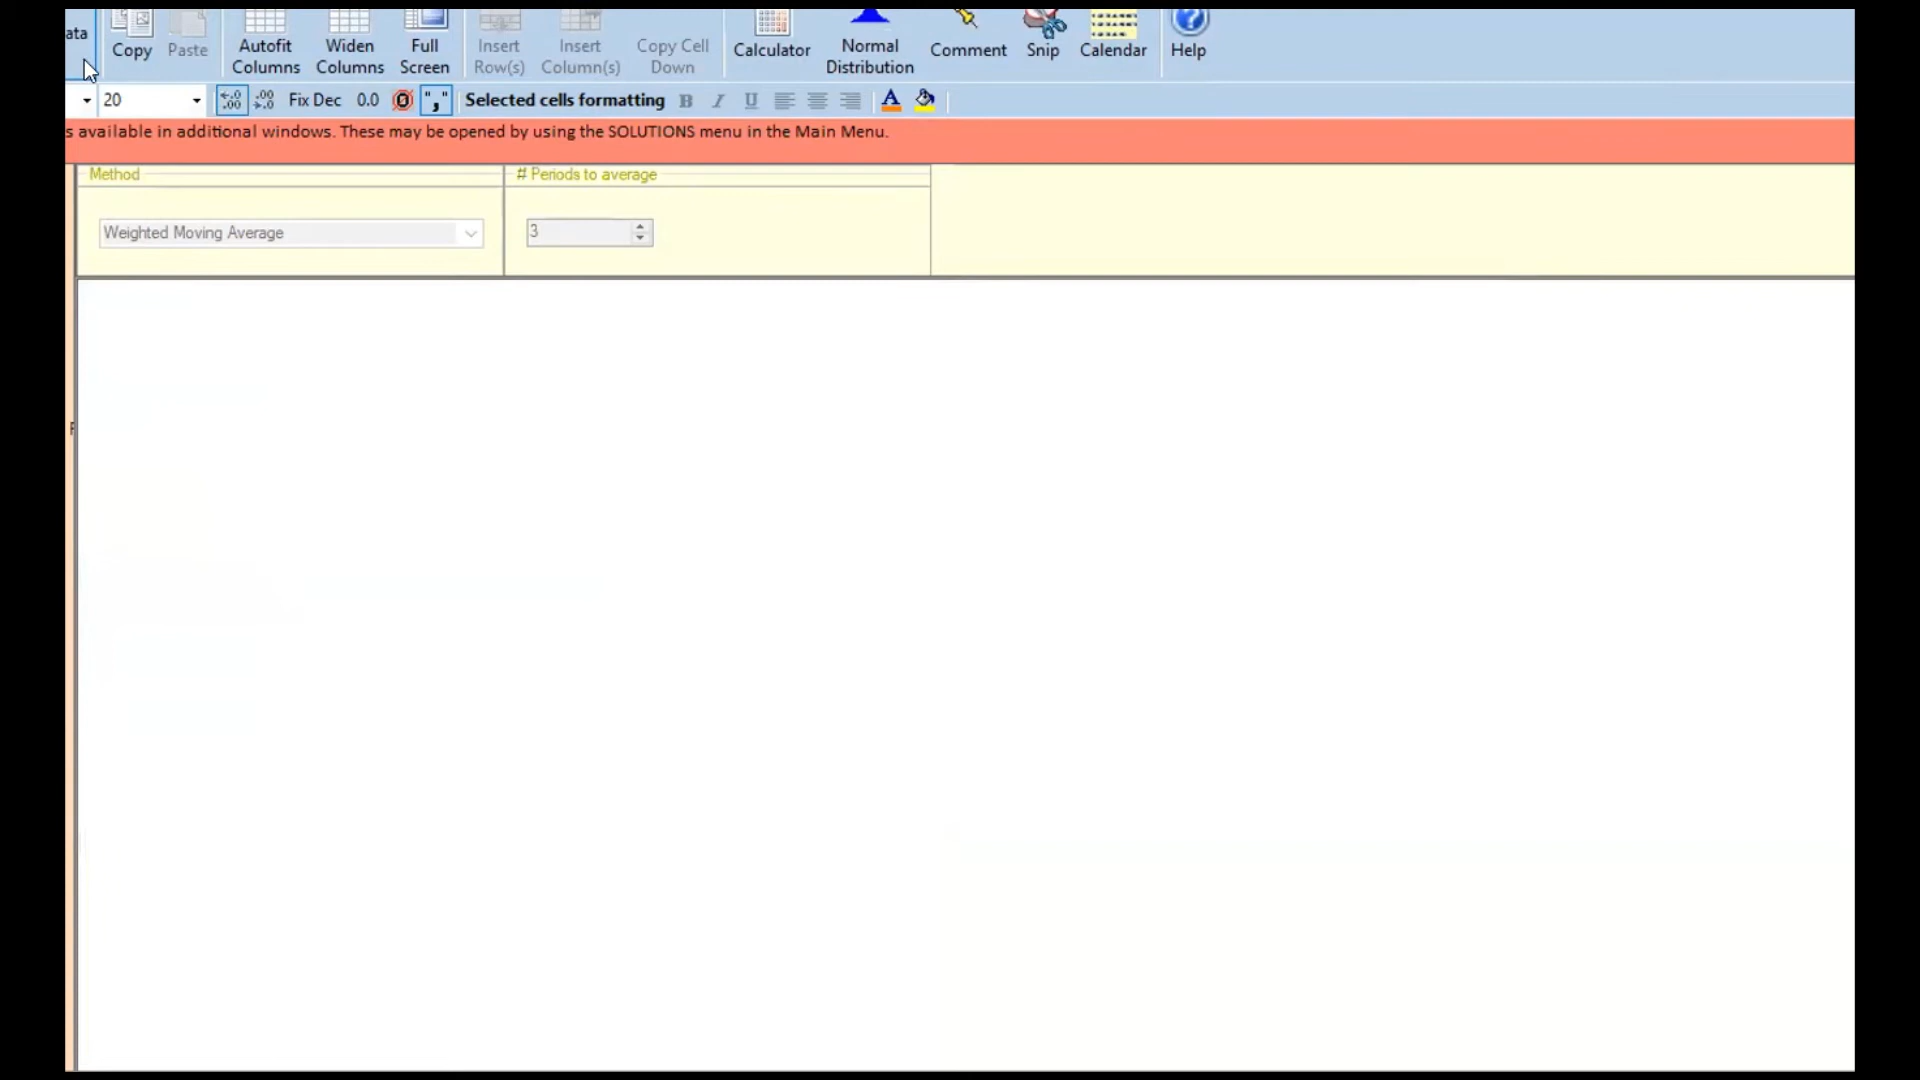 ata
Copy
Paste
Autofit
Columns
Widen
Columns
Full
Screen
Insert
Row(s)
Insert
Column(s)
Copy Cell
Down
Calculator
Normal
Distribution
Comment
Snip
Calendar
Help
20
Fix Dec
0.0
Selected cells formatting
B
I
U
A
s available in additional windows. These may be opened by using the SOLUTIONS menu in the Main Menu.
Method
# Periods to average
Weighted Moving Average
3